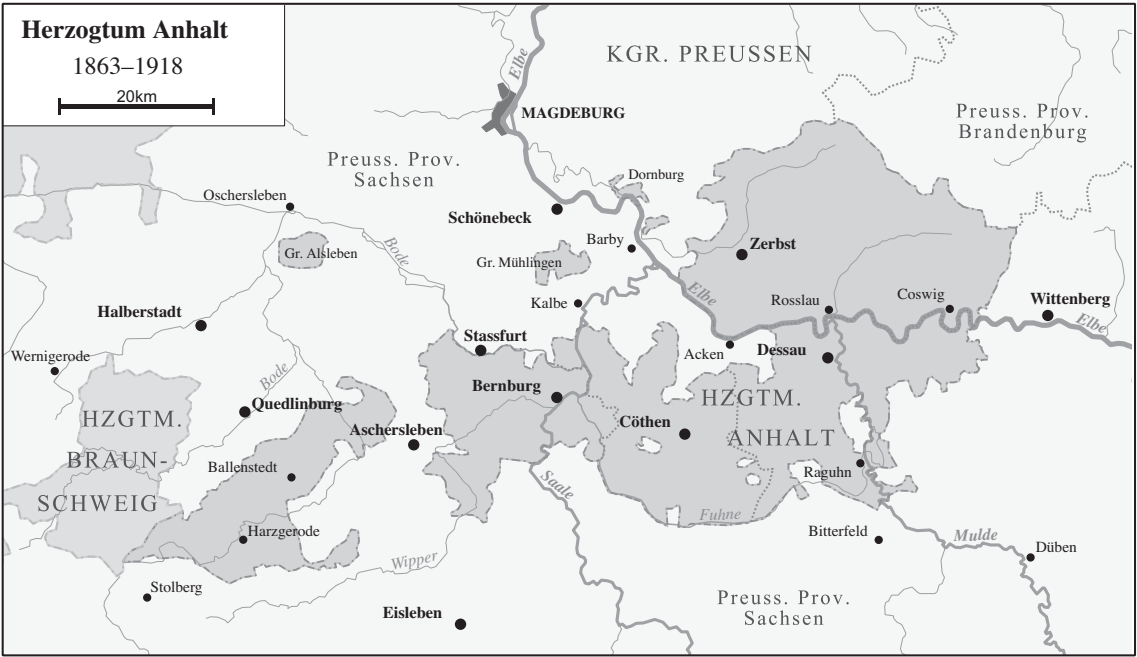 Herzogtum Anhalt
1863–1918
20km
Elbe
KGR. PREUSSEN
MAGDEBURG
Preuss. Prov.
Brandenburg
Preuss. Prov.
Sachsen
Dornburg
Oschersleben
Schönebeck
Barby
Zerbst
Gr. Alsleben
Bode
Gr. Mühlingen
Elbe
Kalbe
Rosslau
Coswig
Wittenberg
Elbe
Halberstadt
Stassfurt
Acken
Dessau
Wernigerode
Bode
Bernburg
HZGTM.
Quedlinburg
HZGTM.
Aschersleben
Cöthen
ANHALT
BRAUN-
Ballenstedt
Raguhn
Saale
SCHWEIG
Fuhne
Harzgerode
Bitterfeld
Mulde
Düben
Wipper
Stolberg
Eisleben
Preuss. Prov.
Sachsen